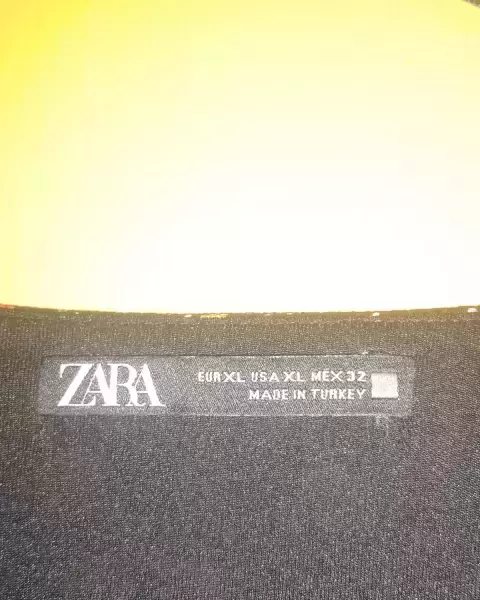 ZARA
EUR XL USA XL MEX 32
MADE IN TURKEY